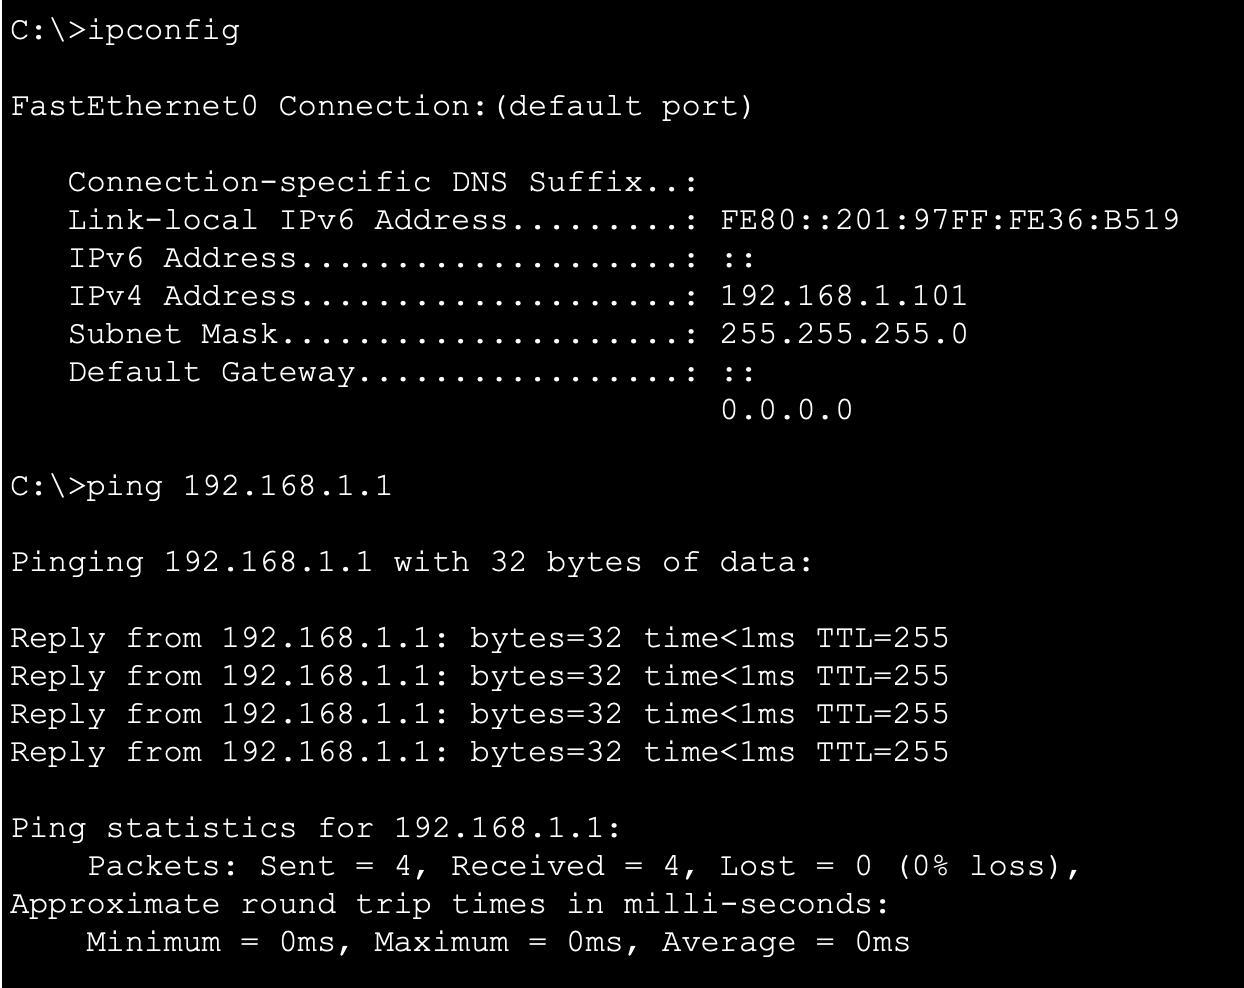 C:\>ipconfig
FastEthernet0 Connection:(default port)
Connection-specific DNS Suffix..:
Link-local IPv6 Address.........: FE80::201:97FF:FE36:B519
IPv6 Address....................: ::
IPv4 Address....................: 192.168.1.101
Subnet Mask.....................: 255.255.255.0
Default Gateway.................: ::
0.0.0.0
C:\>ping 192.168.1.1
Pinging 192.168.1.1 with 32 bytes of data:
Reply from 192.168.1.1: bytes=32 time<1ms TTL=255
Reply from 192.168.1.1: bytes=32 time<1ms TTL=255
Reply from 192.168.1.1: bytes=32 time<1ms TTL=255
Reply from 192.168.1.1: bytes=32 time<1ms TTL=255
Ping statistics for 192.168.1.1:
Packets: Sent = 4, Received = 4, Lost = 0 (0% loss),
Approximate round trip times in milli-seconds:
Minimum = 0ms, Maximum = 0ms, Average = 0ms